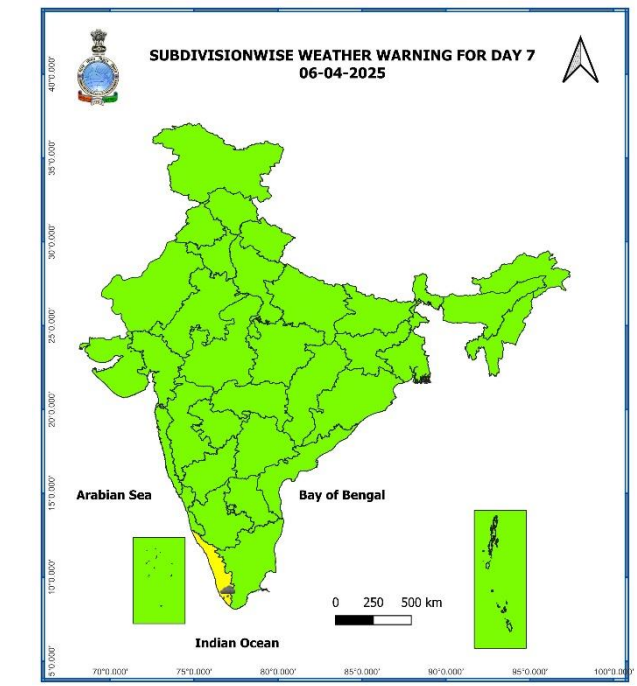 SUBDIVISIONWISE WEATHER WARNING FOR DAY 7
06-04-2025
40°0.000'
35°0.000'
30°0.000'
25°0.000'
20°0.000'
15°0.000'
10°0.000'
5°0.000'
Arabian Sea
Bay of Bengal
0 250 500 km
Indian Ocean
70°0.000' 75°0.000' 80°0.000' 85°0.000' 90°0.000' 95°0.000' 100°0.000'